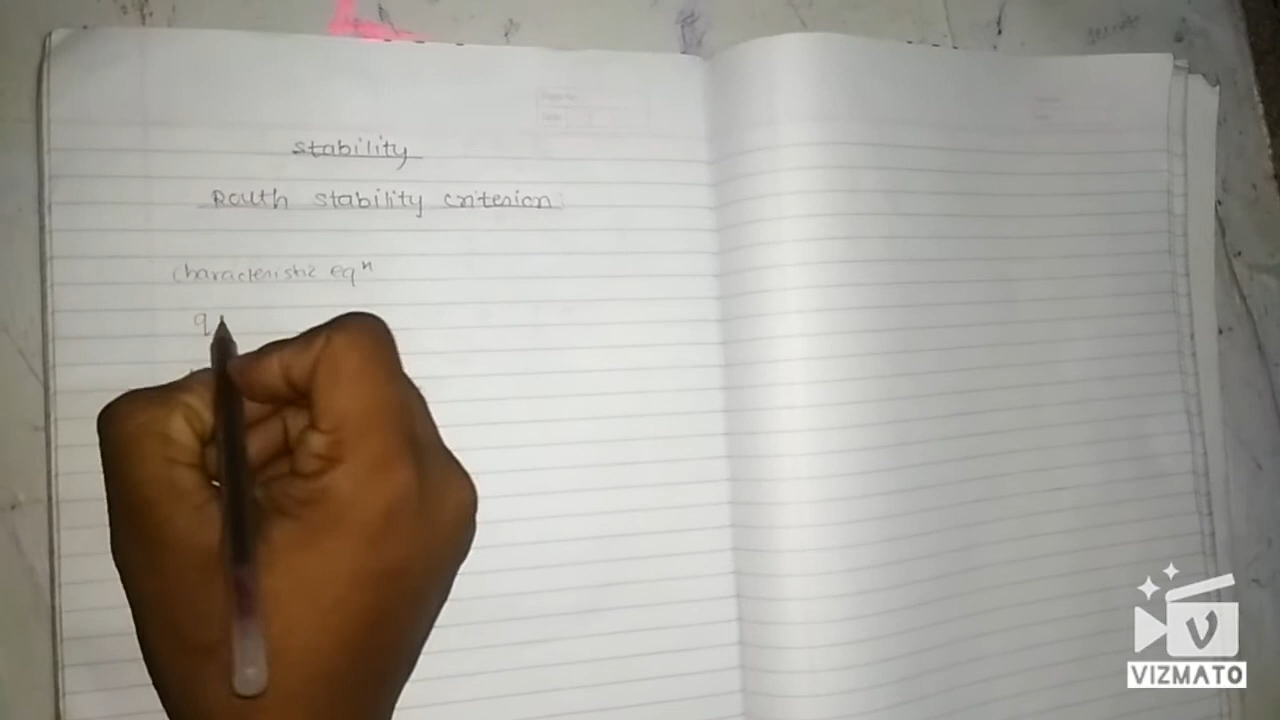 stability
Routh stability criterion
characteristic eqⁿ
q
VIZMATO